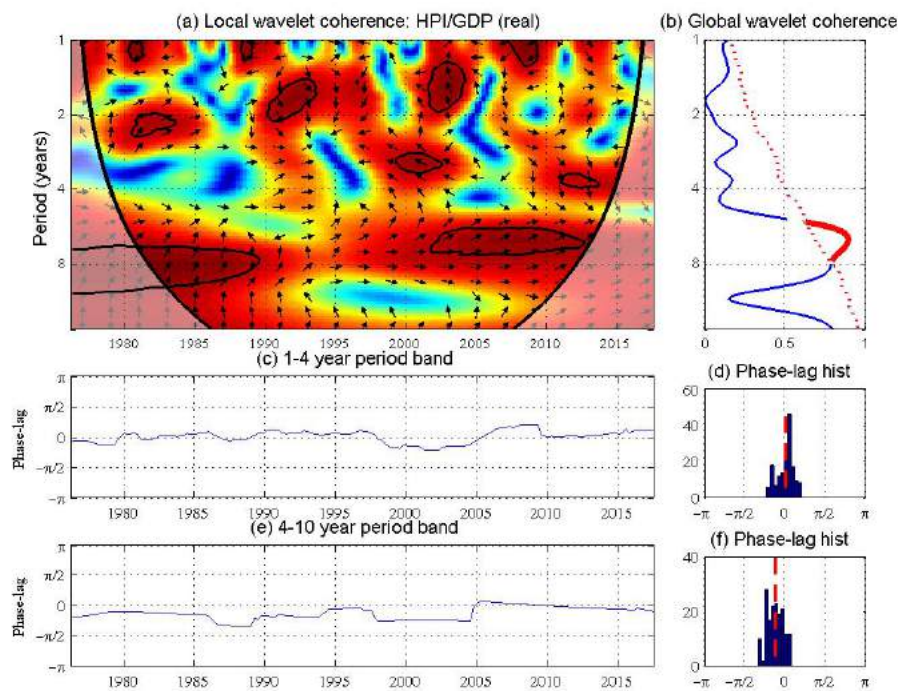 (a) Local wavelet coherence: HPI/GDP (real)
(b) Global wavelet coherence
Period (years)
1
2
4
8
1980 1985 1990 1995 2000 2005 2010 2015
1
2
4
8
0 0.5 1
(c) 1-4 year period band
Phase-lag
π
π/2
0
−π/2
−π
1980 1985 1990 1995 2000 2005 2010 2015
(d) Phase-lag hist
60
40
20
0
−π −π/2 0 π/2 π
(e) 4-10 year period band
Phase-lag
π
π/2
0
−π/2
−π
1980 1985 1990 1995 2000 2005 2010 2015
(f) Phase-lag hist
40
20
0
−π −π/2 0 π/2 π